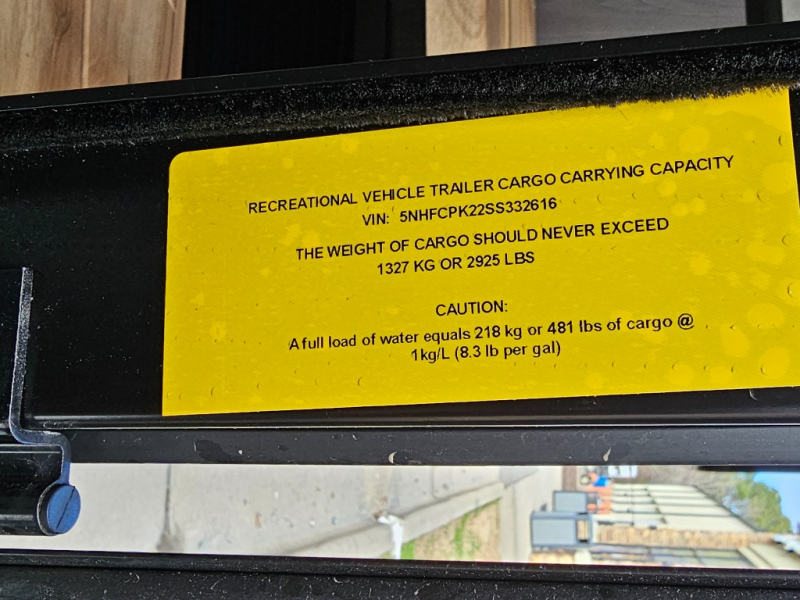 RECREATIONAL VEHICLE TRAILER CARGO CARRYING CAPACITY
VIN: 5NHFCPK22SS332616
THE WEIGHT OF CARGO SHOULD NEVER EXCEED
1327 KG OR 2925 LBS
CAUTION:
A full load of water equals 218 kg or 481 lbs of cargo @
1kg/L (8.3 lb per gal)